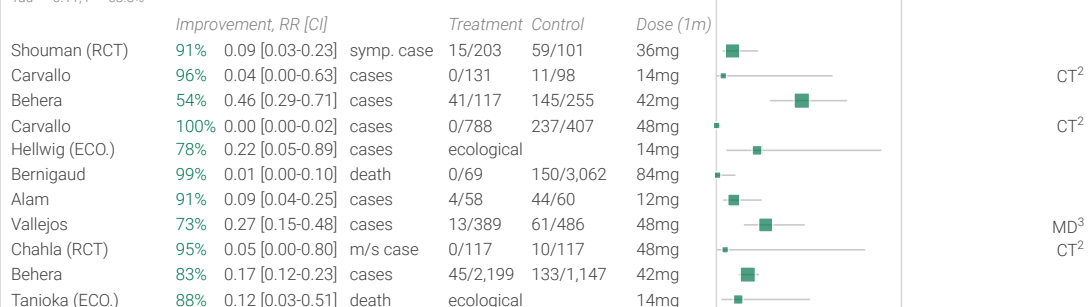 Improvement, RR [CI] Treatment Control Dose (1m)
Shouman (RCT) 91% 0.09 [0.03-0.23] symp. case 15/203 59/101 36mg
Carvallo 96% 0.04 [0.00-0.63] cases 0/131 11/98 14mg CT²
Behera 54% 0.46 [0.29-0.71] cases 41/117 145/255 42mg
Carvallo 100% 0.00 [0.00-0.02] cases 0/788 237/407 48mg CT²
Hellwig (ECO.) 78% 0.22 [0.05-0.89] cases ecological 14mg
Bernigaud 99% 0.01 [0.00-0.10] death 0/69 150/3,062 84mg
Alam 91% 0.09 [0.04-0.25] cases 4/58 44/60 12mg
Vallejos 73% 0.27 [0.15-0.48] cases 13/389 61/486 48mg MD³
Chahla (RCT) 95% 0.05 [0.00-0.80] m/s case 0/117 10/117 48mg CT²
Behera 83% 0.17 [0.12-0.23] cases 45/2,199 133/1,147 42mg
Tanioka (ECO.) 88% 0.12 [0.03-0.51] death ecological 14mg